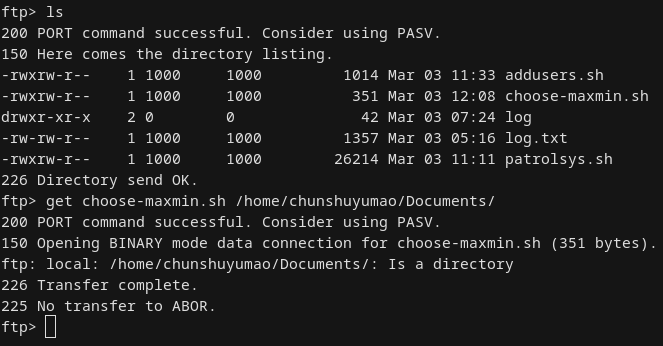 ftp> ls
200 PORT command successful. Consider using PASV.
150 Here comes the directory listing.
-rwxrw-r--    1 1000     1000         1014 Mar 03 11:33 addusers.sh
-rwxrw-r--    1 1000     1000          351 Mar 03 12:08 choose-maxmin.sh
drwxr-xr-x    2 0        0              42 Mar 03 07:24 log
-rw-rw-r--    1 1000     1000         1357 Mar 03 05:16 log.txt
-rwxrw-r--    1 1000     1000        26214 Mar 03 11:11 patrolsys.sh
226 Directory send OK.
ftp> get choose-maxmin.sh /home/chunshuyumao/Documents/
200 PORT command successful. Consider using PASV.
150 Opening BINARY mode data connection for choose-maxmin.sh (351 bytes).
ftp: local: /home/chunshuyumao/Documents/: Is a directory
226 Transfer complete.
225 No transfer to ABOR.
ftp>